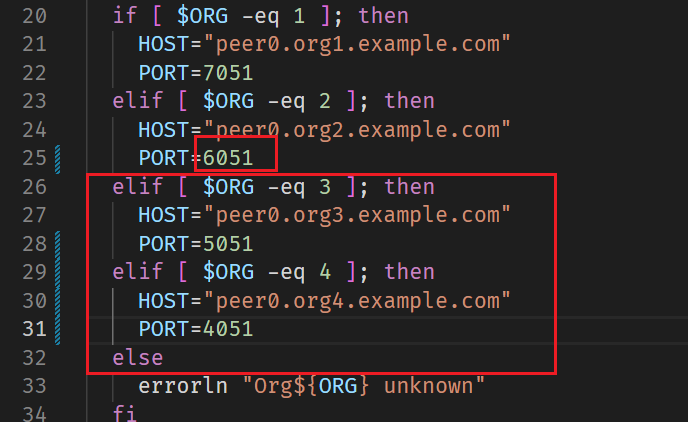 20 if [ $ORG -eq 1 ]; then
21 HOST="peer0.org1.example.com"
22 PORT=7051
23 elif [ $ORG -eq 2 ]; then
24 HOST="peer0.org2.example.com"
25 PORT=6051
26 elif [ $ORG -eq 3 ]; then
27 HOST="peer0.org3.example.com"
28 PORT=5051
29 elif [ $ORG -eq 4 ]; then
30 HOST="peer0.org4.example.com"
31 PORT=4051
32 else
33 errorln "Org${ORG} unknown"
34 fi